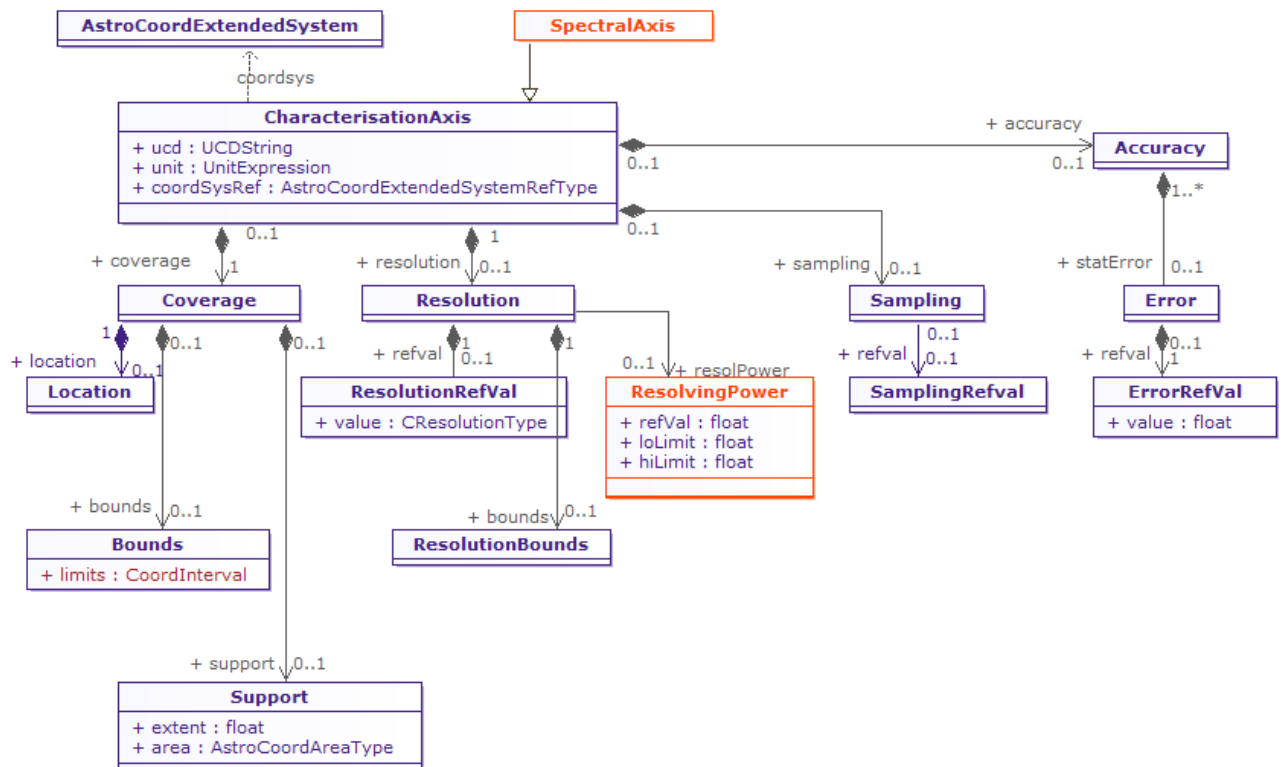 AstroCoordExtendedSystem
SpectralAxis
coordsys
CharacterisationAxis
+ ucd : UCDString
+ unit : UnitExpression
+ coordSysRef : AstroCoordExtendedSystemRefType
+ accuracy
0..1
0..1
Accuracy
1..*
0..1
0..1
1
+ coverage
1
+ resolution
0..1
+ sampling
0..1
+ statError
0..1
Coverage
Resolution
Sampling
Error
1
0..1
0..1
+ location
0..1
1
+ refval
0..1
1
0..1
+ resolPower
0..1
+ refval
0..1
0..1
+ refval
1
Location
ResolutionRefVal
+ value : CResolutionType
ResolvingPower
+ refVal : float
+ loLimit : float
+ hiLimit : float
SamplingRefval
ErrorRefVal
+ value : float
+ bounds
0..1
+ bounds
0..1
Bounds
+ limits : CoordInterval
ResolutionBounds
+ support
0..1
Support
+ extent : float
+ area : AstroCoordAreaType